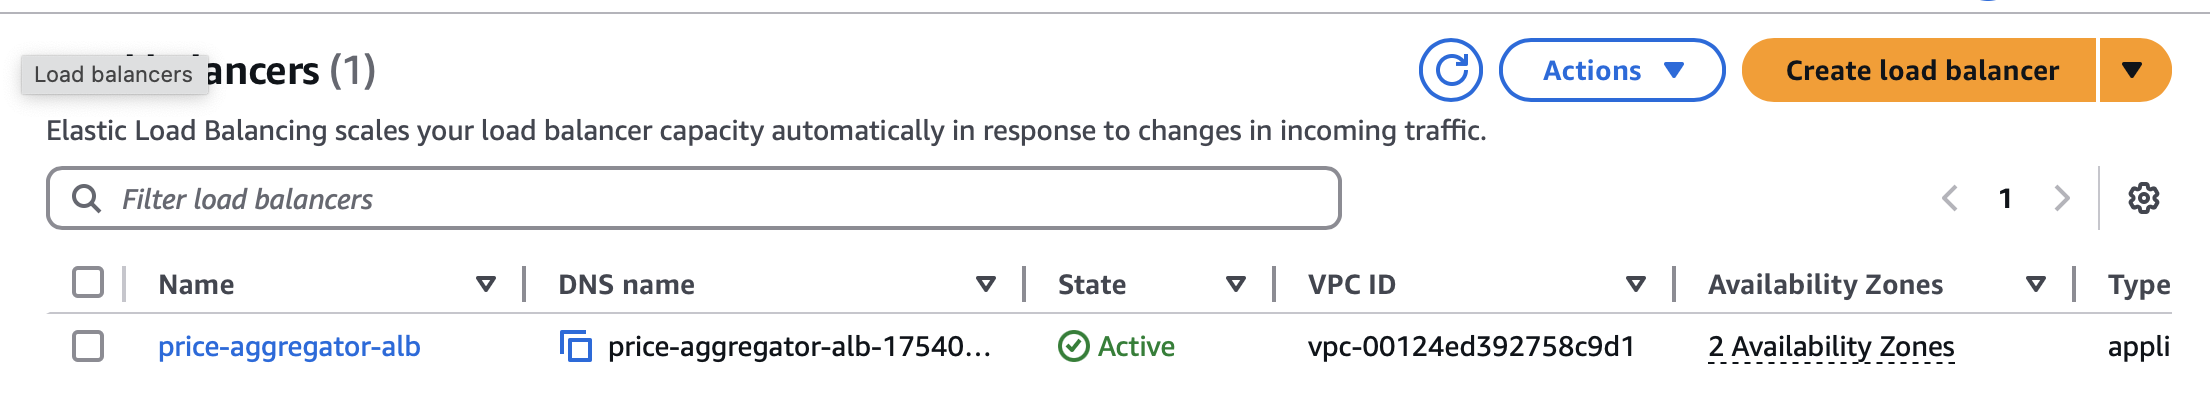 Load balancers
ancers (1)
Actions
Create load balancer
Elastic Load Balancing scales your load balancer capacity automatically in response to changes in incoming traffic.
Filter load balancers
1
Name DNS name State VPC ID Availability Zones Type
price-aggregator-alb price-aggregator-alb-17540... Active vpc-00124ed392758c9d1 2 Availability Zones appli